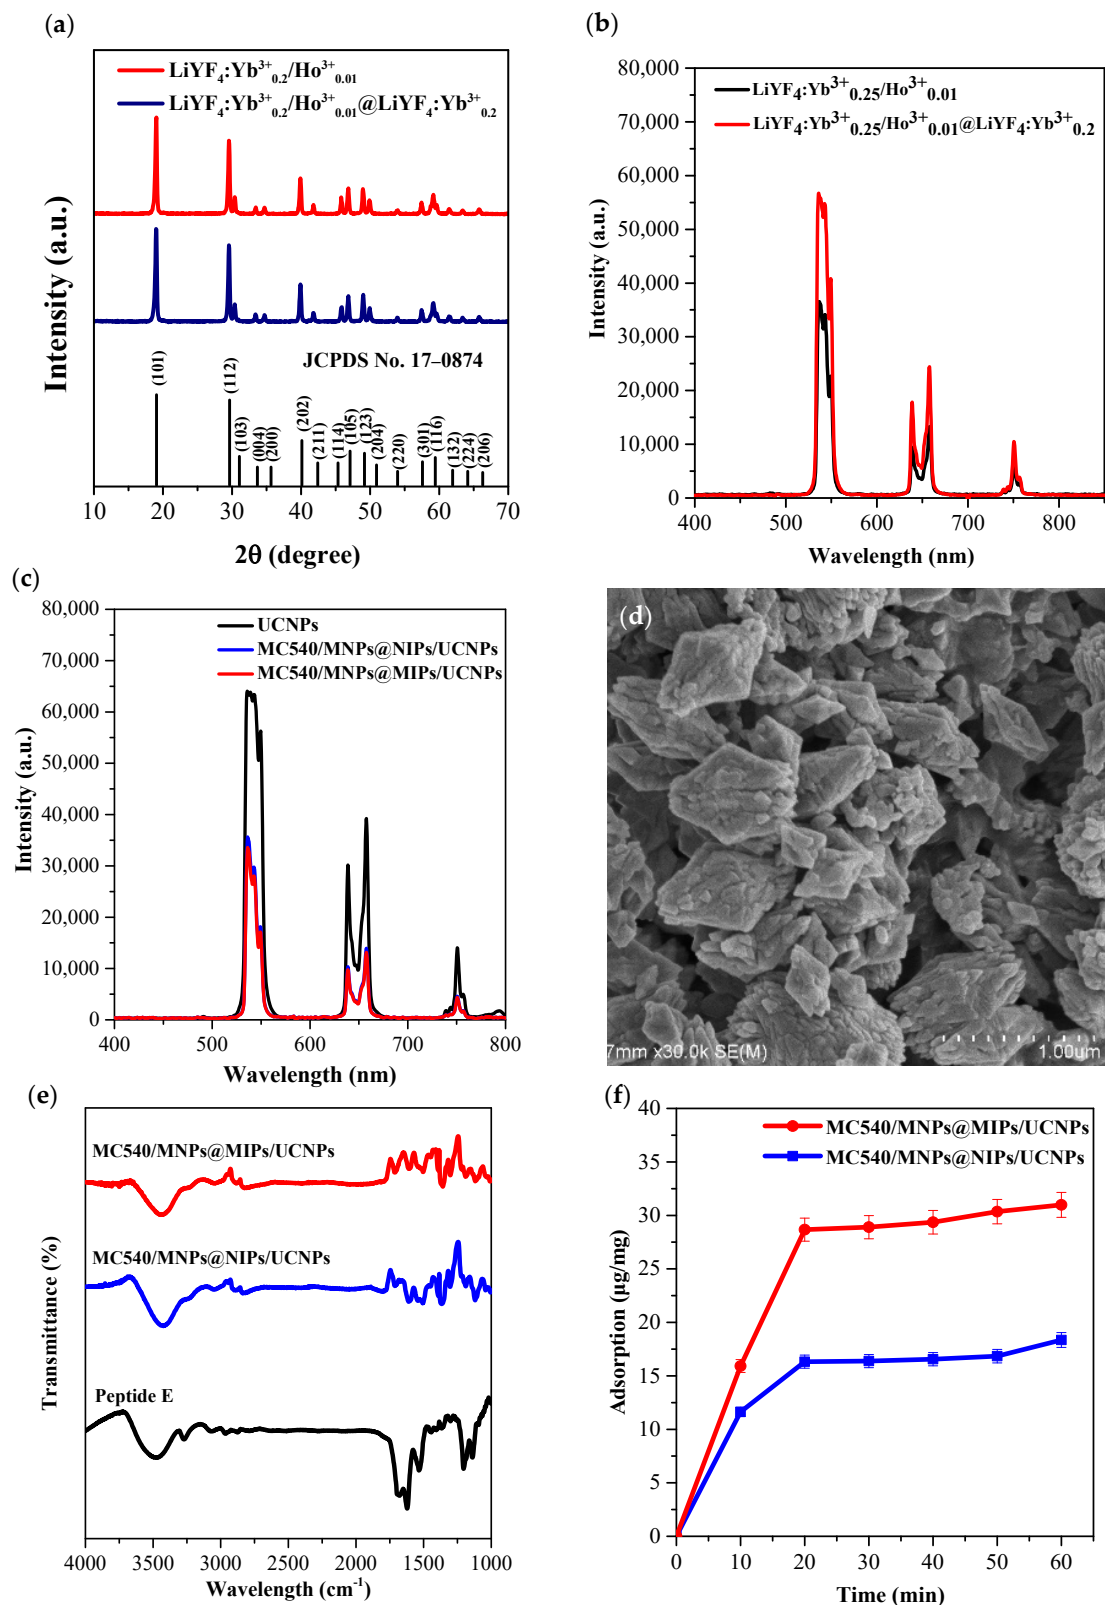 (a)
LiYF₄:Yb³⁺₀.₂/Ho³⁺₀.₀₁
LiYF₄:Yb³⁺₀.₂/Ho³⁺₀.₀₁@LiYF₄:Yb³⁺₀.₂
JCPDS No. 17–0874
(101)
(112)
(103)
(004)
(200)
(202)
(211)
(114)
(105)
(123)
(204)
(220)
(301)
(116)
(132)
(224)
(206)
Intensity (a.u.)
10 20 30 40 50 60 70
2θ (degree)
(b)
80,000
70,000
60,000
50,000
40,000
30,000
20,000
10,000
0
LiYF₄:Yb³⁺₀.₂₅/Ho³⁺₀.₀₁
LiYF₄:Yb³⁺₀.₂₅/Ho³⁺₀.₀₁@LiYF₄:Yb³⁺₀.₂
Intensity (a.u.)
400 500 600 700 800
Wavelength (nm)
(c)
80,000
70,000
60,000
50,000
40,000
30,000
20,000
10,000
0
UCNPs
MC540/MNPs@NIPs/UCNPs
MC540/MNPs@MIPs/UCNPs
Intensity (a.u.)
400 500 600 700 800
Wavelength (nm)
(d)
7mm x30.0k SE(M)
1.00um
(e)
MC540/MNPs@MIPs/UCNPs
MC540/MNPs@NIPs/UCNPs
Peptide E
Transmittance (%)
4000 3500 3000 2500 2000 1500 1000
Wavelength (cm⁻¹)
(f)
40
35
30
25
20
15
10
5
0
MC540/MNPs@MIPs/UCNPs
MC540/MNPs@NIPs/UCNPs
Adsorption (µg/mg)
0 10 20 30 40 50 60
Time (min)